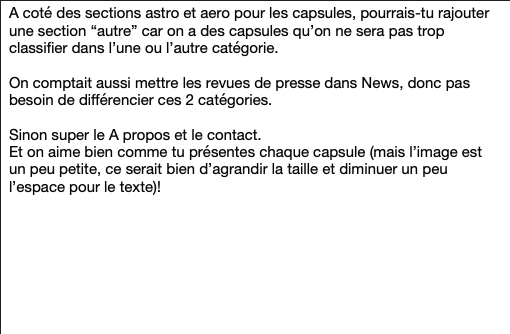 A coté des sections astro et aero pour les capsules, pourrais-tu rajouter
une section “autre” car on a des capsules qu’on ne sera pas trop
classifier dans l’une ou l’autre catégorie.
On comptait aussi mettre les revues de presse dans News, donc pas
besoin de différencier ces 2 catégories.
Sinon super le A propos et le contact.
Et on aime bien comme tu présentes chaque capsule (mais l’image est
un peu petite, ce serait bien d’agrandir la taille et diminuer un peu
l’espace pour le texte)!